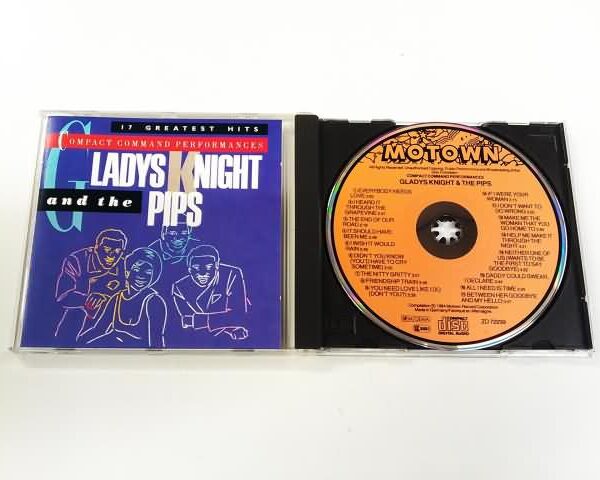 17 GREATEST HITS
COMPACT COMMAND PERFORMANCES
GLADYS KNIGHT
and the
PIPS
MOTOWN
COMPACT COMMAND PERFORMANCES
GLADYS KNIGHT & THE PIPS
EVERYBODY NEEDS
LOVE
I HEARD IT
THROUGH THE
GRAPEVINE
THE END OF OUR
ROAD
IT SHOULD HAVE
BEEN ME
I WISH IT WOULD
RAIN
DIDN'T YOU KNOW
(YOU'D HAVE TO CRY
SOMETIME)
THE NITTY GRITTY
FRIENDSHIP TRAIN
YOU NEED LOVE LIKE I DO
(DON'T YOU?)
IF I WERE YOUR
WOMAN
I DON'T WANT TO
DO WRONG
MAKE ME THE
WOMAN THAT YOU
GO HOME TO
HELP ME MAKE IT
THROUGH THE
NIGHT
NEITHER ONE OF
US (WANTS TO BE
THE FIRST TO SAY
GOODBYE)
DADDY COULD SWEAR,
I DECLARE
ALL I NEED IS TIME
BETWEEN HER GOODBYE
AND MY HELLO
COMPACT
disc
DIGITAL AUDIO